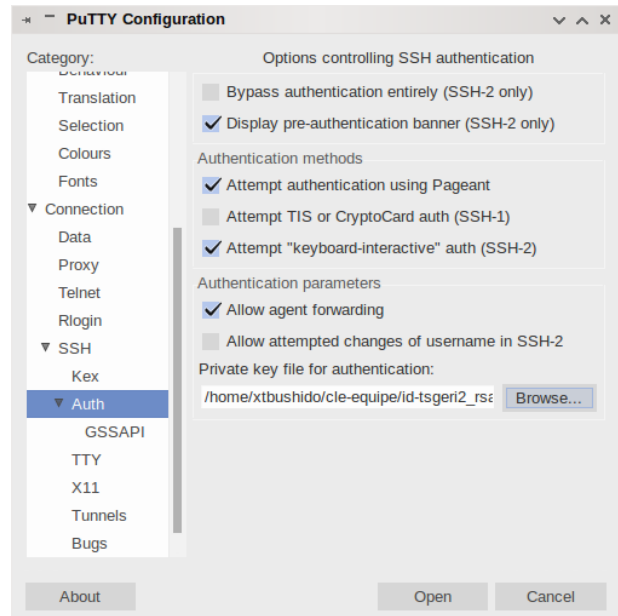 PuTTY Configuration
Category:
Options controlling SSH authentication
Behaviour
Translation
Selection
Colours
Fonts
Connection
Data
Proxy
Telnet
Rlogin
SSH
Kex
Auth
GSSAPI
TTY
X11
Tunnels
Bugs
Bypass authentication entirely (SSH-2 only)
Display pre-authentication banner (SSH-2 only)
Authentication methods
Attempt authentication using Pageant
Attempt TIS or CryptoCard auth (SSH-1)
Attempt "keyboard-interactive" auth (SSH-2)
Authentication parameters
Allow agent forwarding
Allow attempted changes of username in SSH-2
Private key file for authentication:
/home/xtbushido/cle-equipe/id-tsgeri2_rsa Browse...
About
Open
Cancel